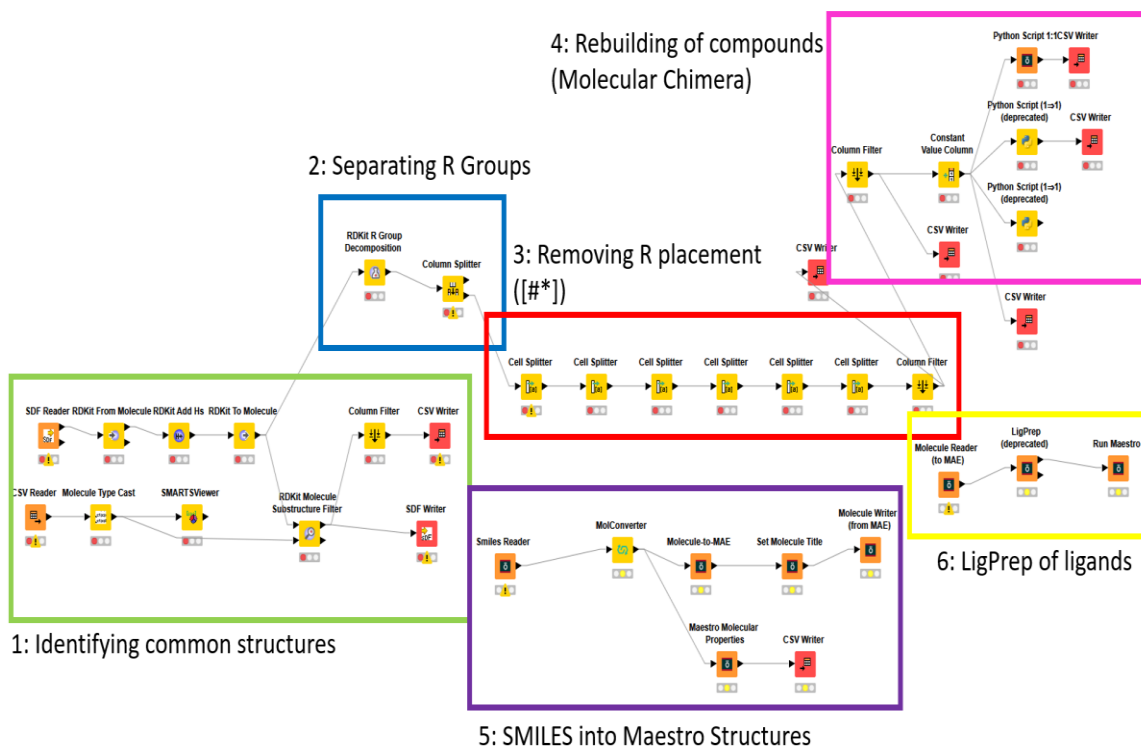 4: Rebuilding of compounds
(Molecular Chimera)
Python Script 1:1
CSV Writer
Python Script (1⇒1)
(deprecated)
CSV Writer
Column Filter
Constant
Value Column
Python Script (1⇒1)
(deprecated)
CSV Writer
CSV Writer
CSV Writer
2: Separating R Groups
RDKit R Group
Decomposition
Column Splitter
3: Removing R placement
([#*])
Cell Splitter
Cell Splitter
Cell Splitter
Cell Splitter
Cell Splitter
Cell Splitter
Column Filter
SDF Reader
RDKit From Molecule
RDKit Add Hs
RDKit To Molecule
Column Filter
CSV Writer
CSV Reader
Molecule Type Cast
SMARTSViewer
RDKit Molecule
Substructure Filter
SDF Writer
1: Identifying common structures
Smiles Reader
MolConverter
Molecule-to-MAE
Set Molecule Title
Molecule Writer
(from MAE)
Maestro Molecular
Properties
CSV Writer
5: SMILES into Maestro Structures
Molecule Reader
(to MAE)
LigPrep
(deprecated)
Run Maestro
6: LigPrep of ligands